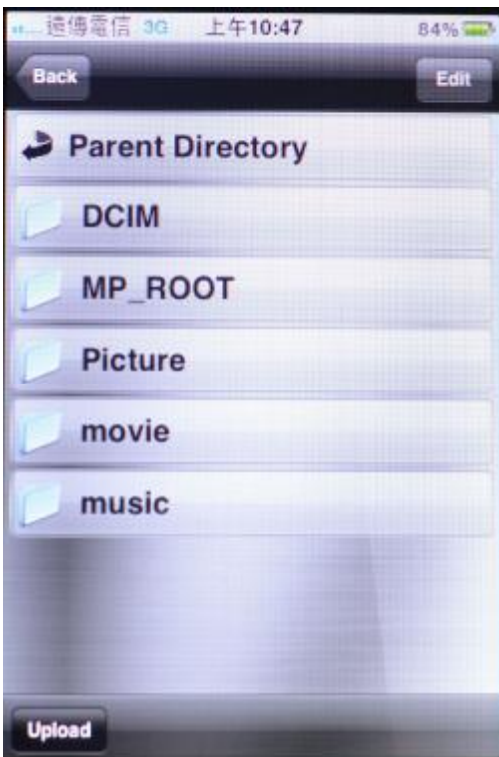 遠傳電信 3G 上午10:47 84%
Back Edit
Parent Directory
DCIM
MP_ROOT
Picture
movie
music
Upload